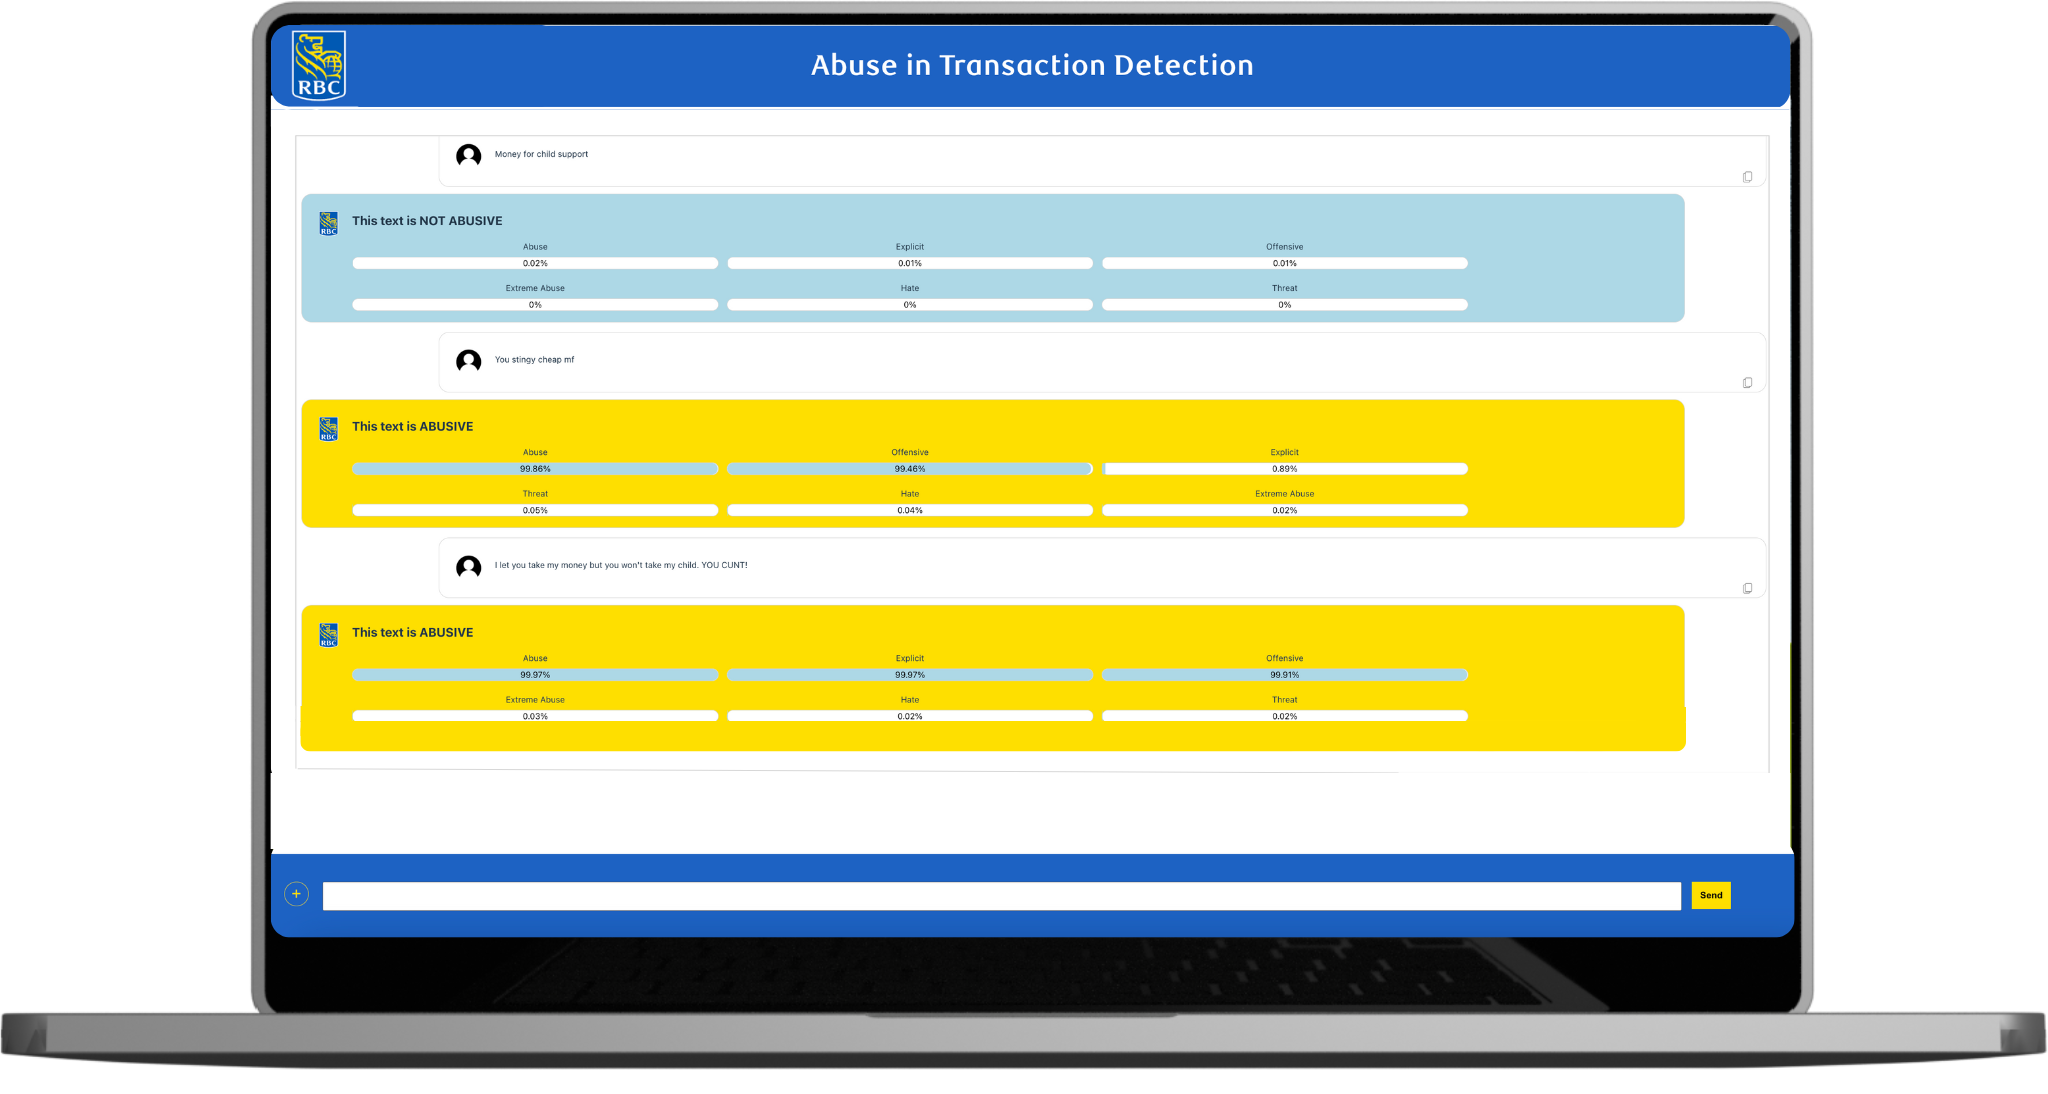 RBC
Abuse in Transaction Detection
Money for child support
RBC
This text is NOT ABUSIVE
Abuse Explicit Offensive
0.02% 0.01% 0.01%
Extreme Abuse Hate Threat
0% 0% 0%
You stingy cheap mf
RBC
This text is ABUSIVE
Abuse Offensive Explicit
99.86% 99.46% 0.89%
Threat Hate Extreme Abuse
0.05% 0.04% 0.02%
I let you take my money but you won't take my child. YOU CUNT!
RBC
This text is ABUSIVE
Abuse Explicit Offensive
99.97% 99.97% 99.91%
Extreme Abuse Hate Threat
0.03% 0.02% 0.02%
+
Send